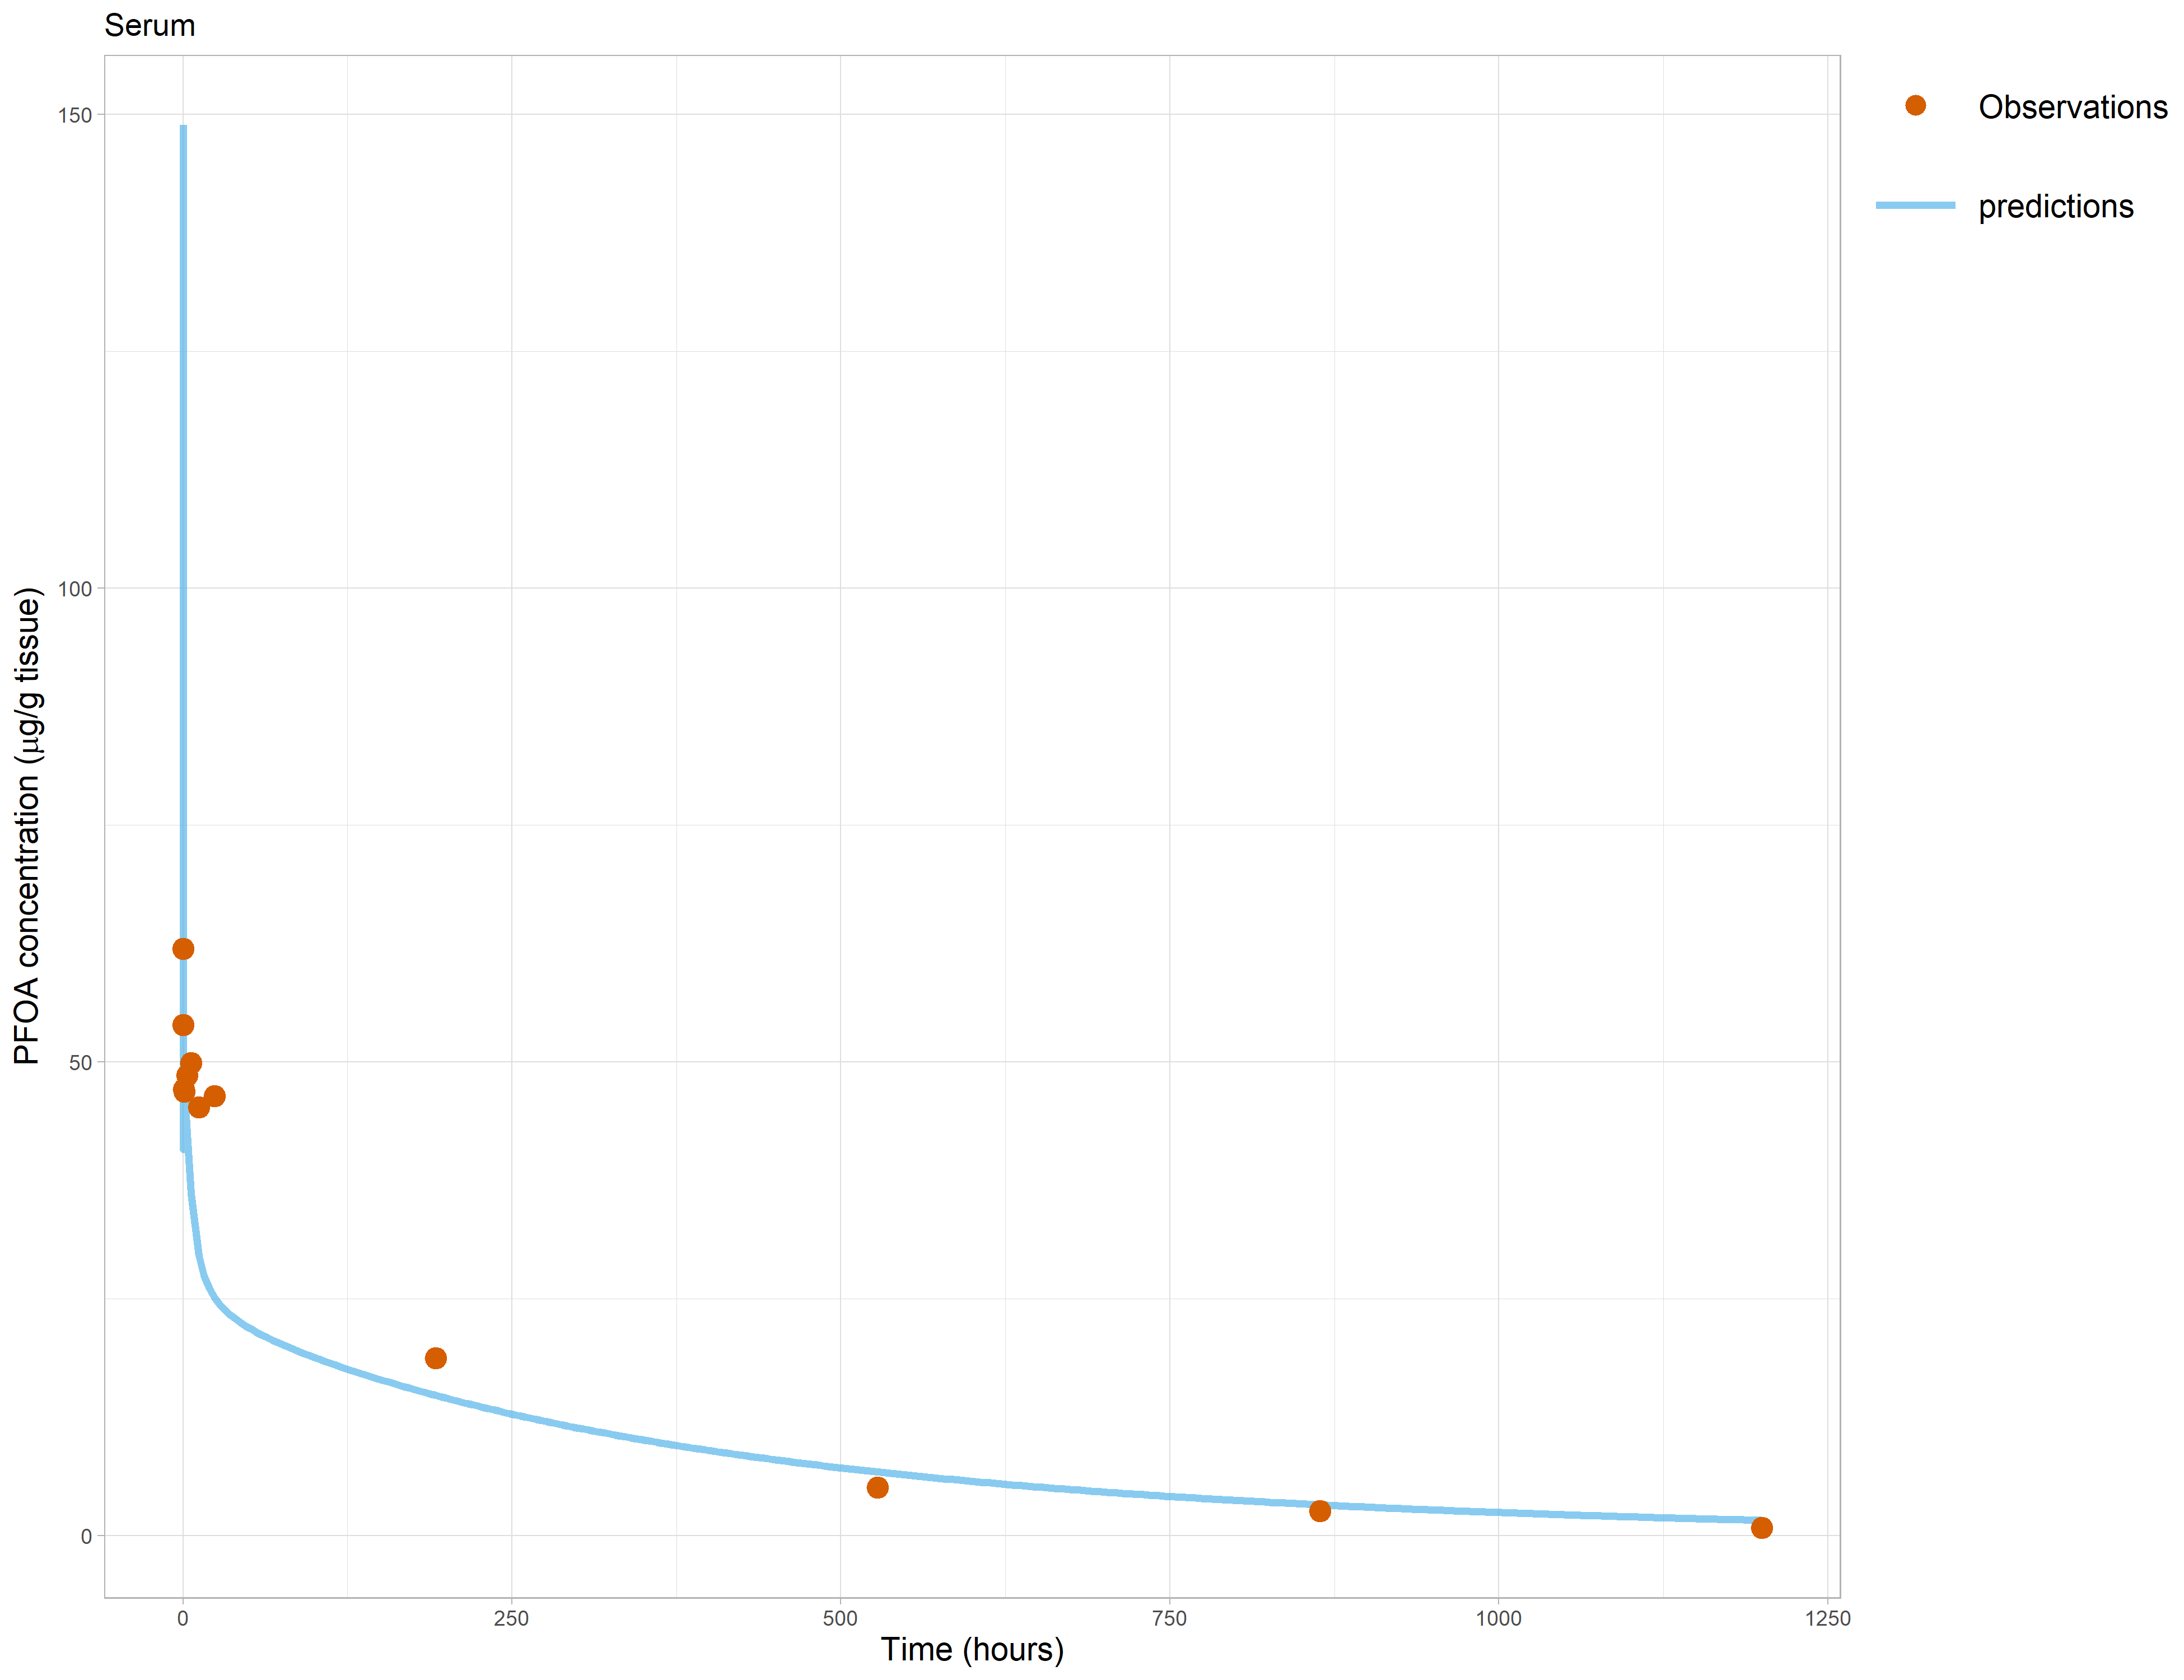 Serum
150
100
50
0
PFOA concentration (μg/g tissue)
0 250 500 750 1000 1250
Time (hours)
Observations
predictions